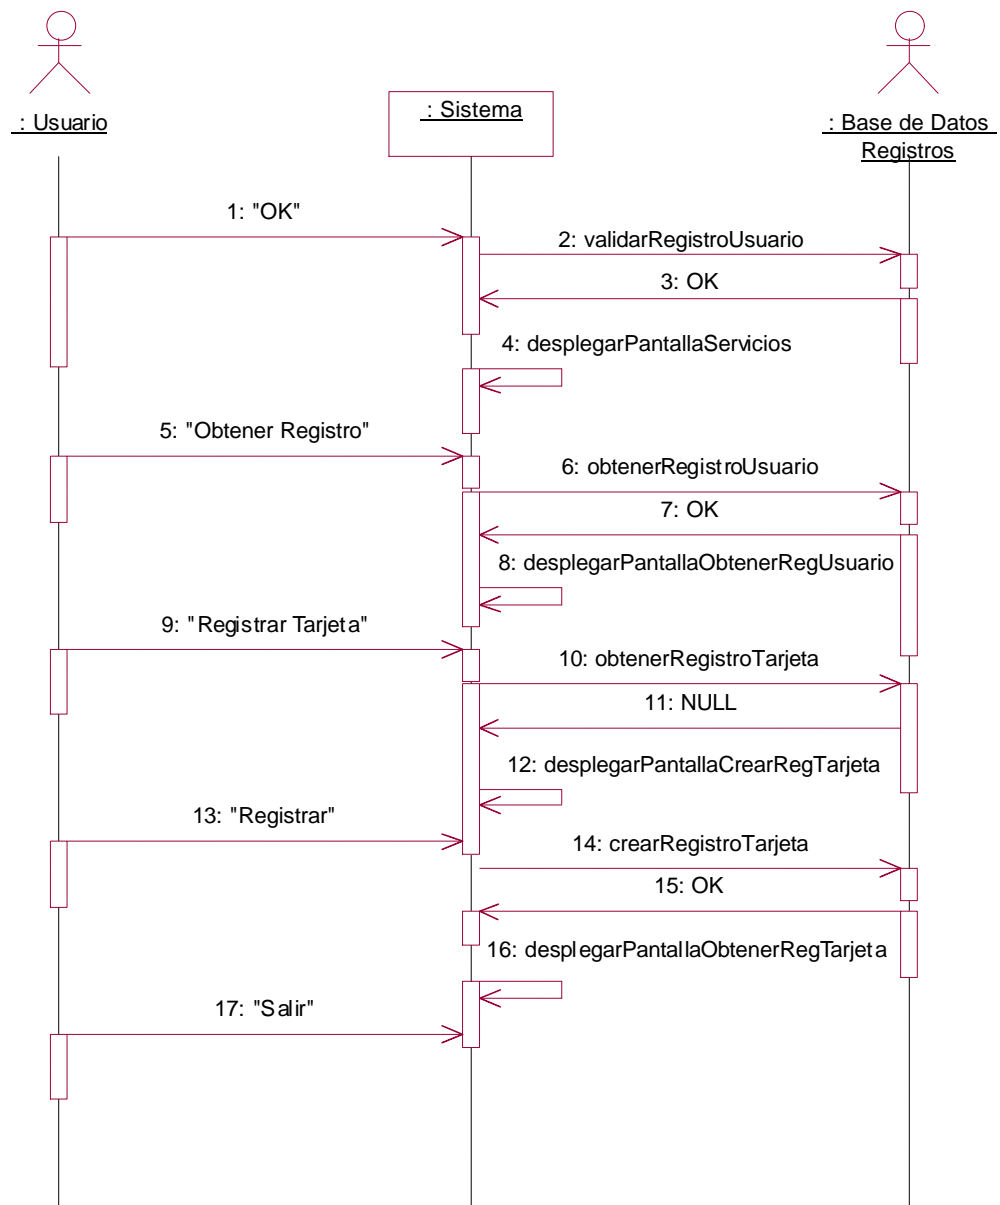 : Usuario
: Sistema
: Base de Datos
Registros
1: "OK"
2: validarRegistroUsuario
3: OK
4: desplegarPantallaServicios
5: "Obtener Registro"
6: obtenerRegistroUsuario
7: OK
8: desplegarPantallaObtenerRegUsuario
9: "Registrar Tarjeta"
10: obtenerRegistroTarjeta
11: NULL
12: desplegarPantallaCrearRegTarjeta
13: "Registrar"
14: crearRegistroTarjeta
15: OK
16: desplegarPantallaObtenerRegTarjeta
17: "Salir"